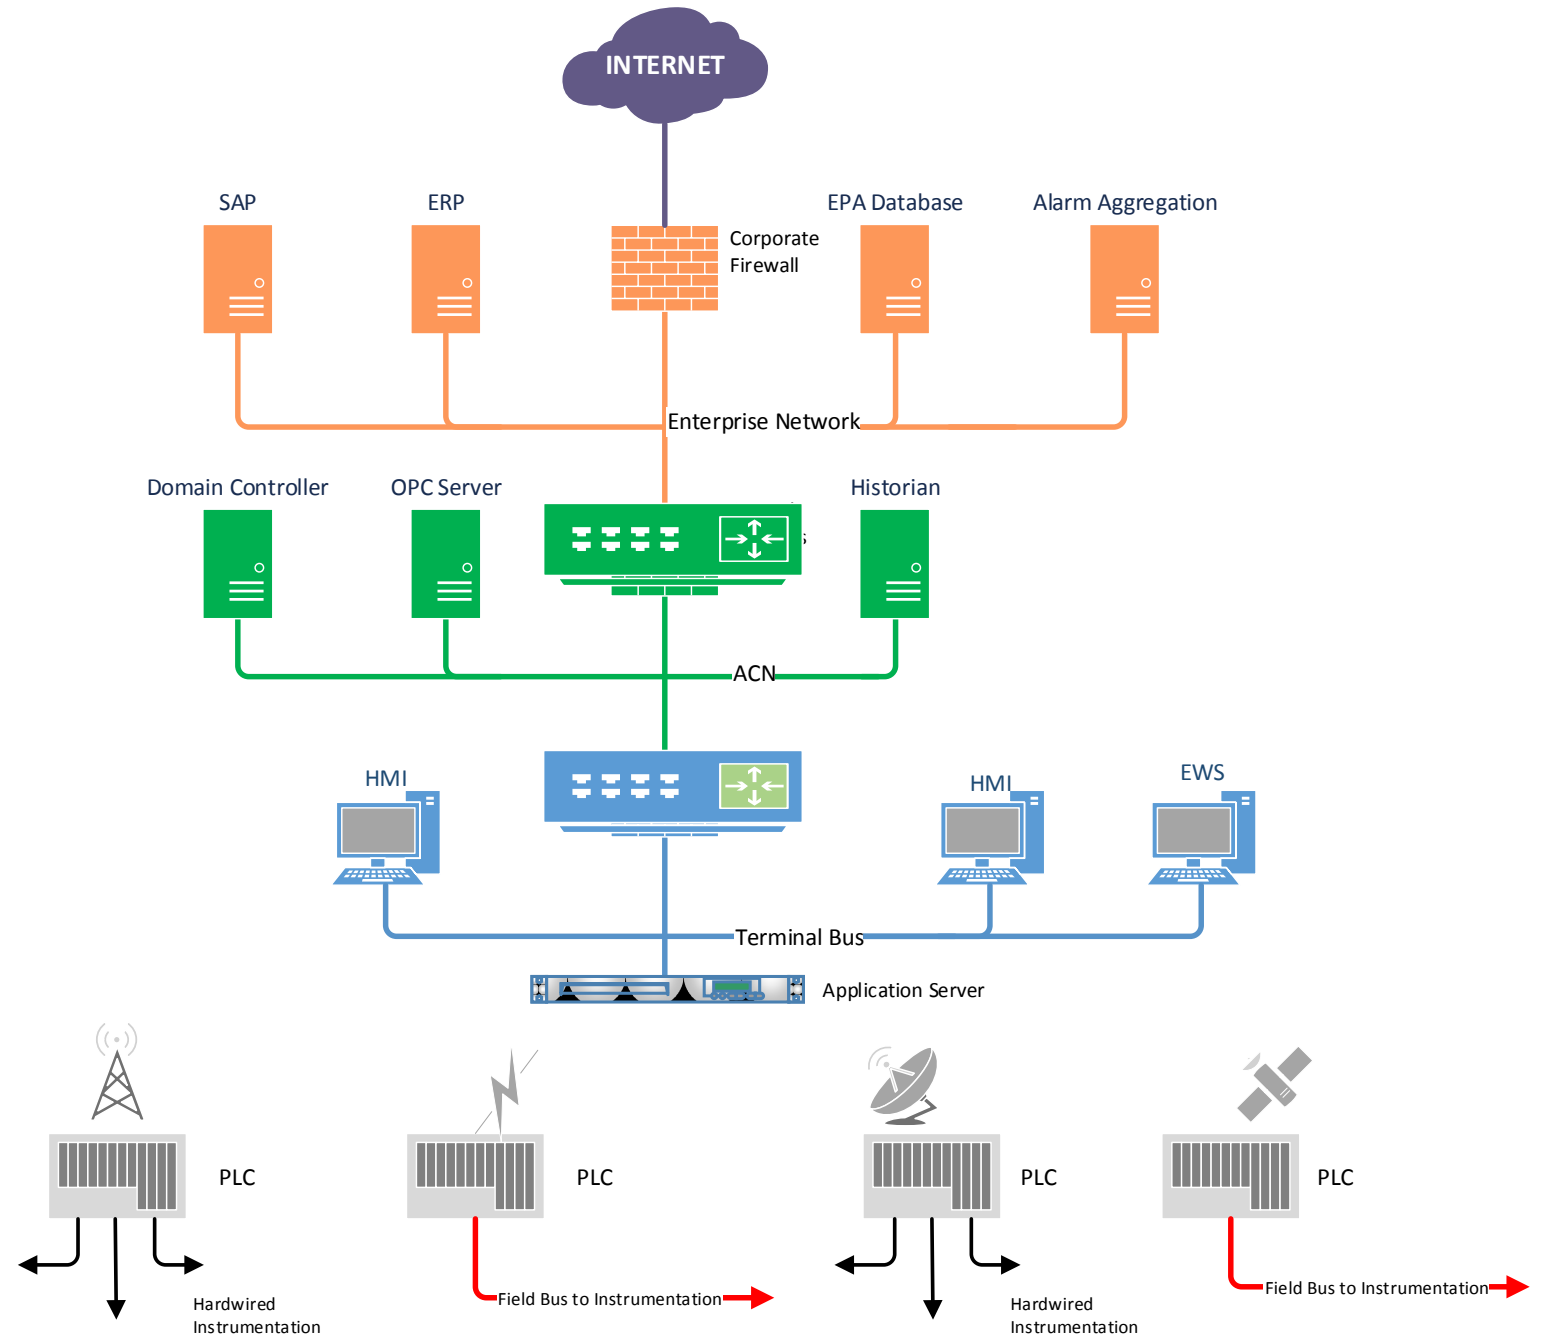 INTERNET
SAP
ERP
EPA Database
Alarm Aggregation
Corporate
Firewall
Enterprise Network
Domain Controller
OPC Server
Historian
ACN
HMI
HMI
EWS
Terminal Bus
Application Server
PLC
PLC
PLC
PLC
Field Bus to Instrumentation
Field Bus to Instrumentation
Hardwired
Instrumentation
Hardwired
Instrumentation